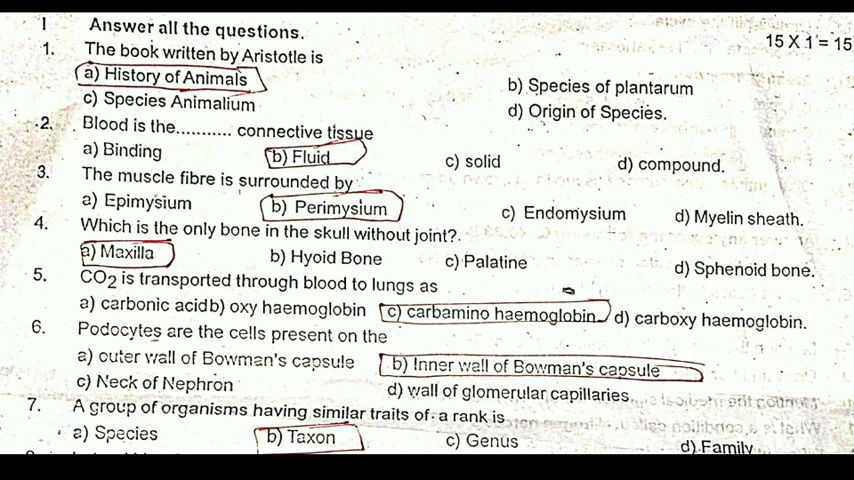 I Answer all the questions. 15 X 1 = 15
1. The book written by Aristotle is
a) History of Animals b) Species of plantarum
c) Species Animalium d) Origin of Species.
2. Blood is the........... connective tissue
a) Binding b) Fluid c) solid d) compound.
3. The muscle fibre is surrounded by
a) Epimysium b) Perimysium c) Endomysium d) Myelin sheath.
4. Which is the only bone in the skull without joint?.
a) Maxilla b) Hyoid Bone c) Palatine d) Sphenoid bone.
5. CO2 is transported through blood to lungs as
a) carbonic acid b) oxy haemoglobin c) carbamino haemoglobin d) carboxy haemoglobin.
6. Podocytes are the cells present on the
a) outer wall of Bowman's capsule b) Inner wall of Bowman's capsule
c) Neck of Nephron d) wall of glomerular capillaries
7. A group of organisms having similar traits of a rank is
a) Species b) Taxon c) Genus d) Family